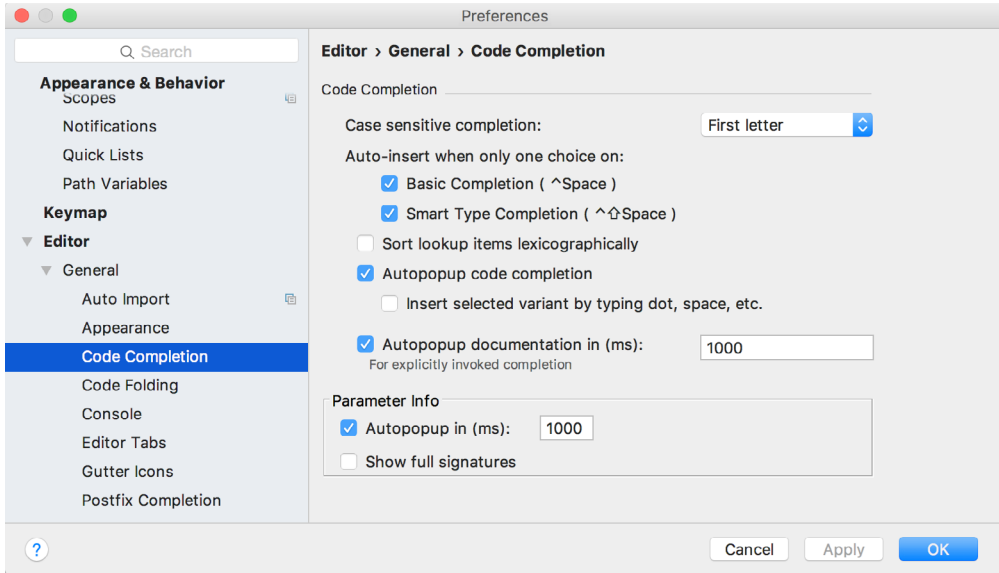 Preferences
Search
Appearance & Behavior
Scopes
Notifications
Quick Lists
Path Variables
Keymap
Editor
General
Auto Import
Appearance
Code Completion
Code Folding
Console
Editor Tabs
Gutter Icons
Postfix Completion
Editor › General › Code Completion
Code Completion
Case sensitive completion: First letter
Auto-insert when only one choice on:
Basic Completion ( ^Space )
Smart Type Completion ( ^⇧Space )
Sort lookup items lexicographically
Autopopup code completion
Insert selected variant by typing dot, space, etc.
Autopopup documentation in (ms): 1000
For explicitly invoked completion
Parameter Info
Autopopup in (ms): 1000
Show full signatures
? Cancel Apply OK